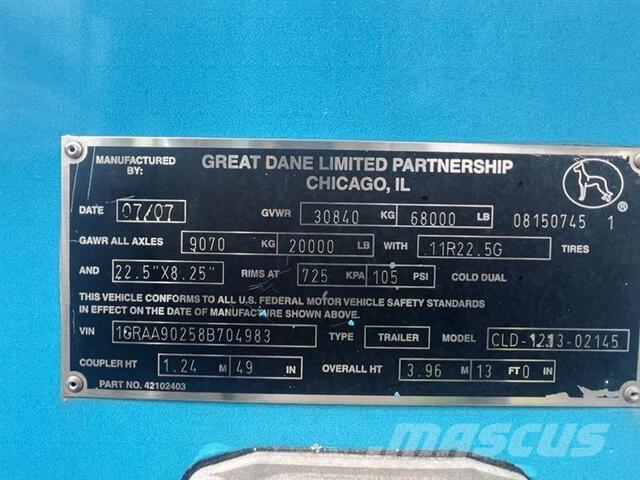 MANUFACTURED BY: GREAT DANE LIMITED PARTNERSHIP
CHICAGO, IL
DATE 07/07 GVWR 30840 KG 68000 LB 08150745 1
GAWR ALL AXLES 9070 KG 20000 LB WITH .11R22.5G TIRES
AND 22.5"X8.25" RIMS AT 725 KPA 105 PSI COLD DUAL
THIS VEHICLE CONFORMS TO ALL U.S. FEDERAL MOTOR VEHICLE SAFETY STANDARDS
IN EFFECT ON THE DATE OF MANUFACTURE SHOWN ABOVE.
VIN 1GRAA90258B704983 TYPE TRAILER MODEL CLD-1213-02145
COUPLER HT 1.24 M 49 IN OVERALL HT 3.96 M 13 FT 0 IN
PART NO. 42102403
®
MASCUS